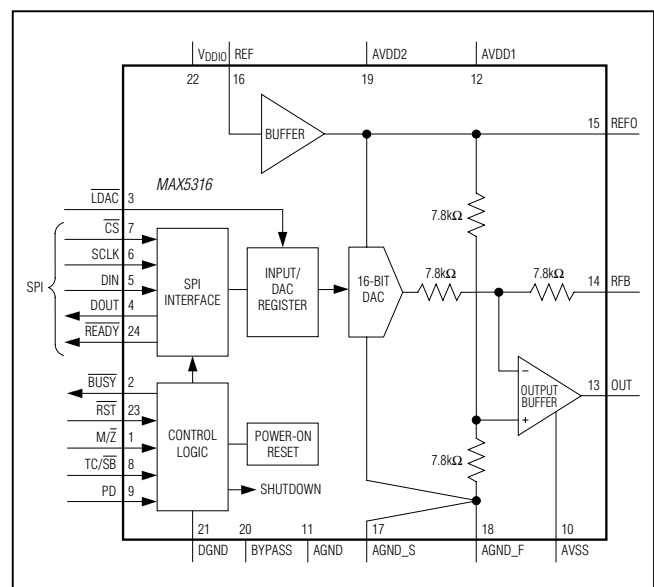 VDDIO REF AVDD2 AVDD1
22 16 19 12
BUFFER
15 REFO
MAX5316
LDAC 3
7.8kΩ
CS 7
SCLK 6
DIN 5
DOUT 4
READY 24
SPI
SPI
INTERFACE
INPUT/
DAC
REGISTER
16-BIT
DAC
7.8kΩ
7.8kΩ
14 RFB
BUSY 2
RST 23
M/Z 1
TC/SB 8
PD 9
CONTROL
LOGIC
POWER-ON
RESET
SHUTDOWN
−
+
OUTPUT
BUFFER
13 OUT
7.8kΩ
21 20 11 17 18 10
DGND BYPASS AGND AGND_S AGND_F AVSS